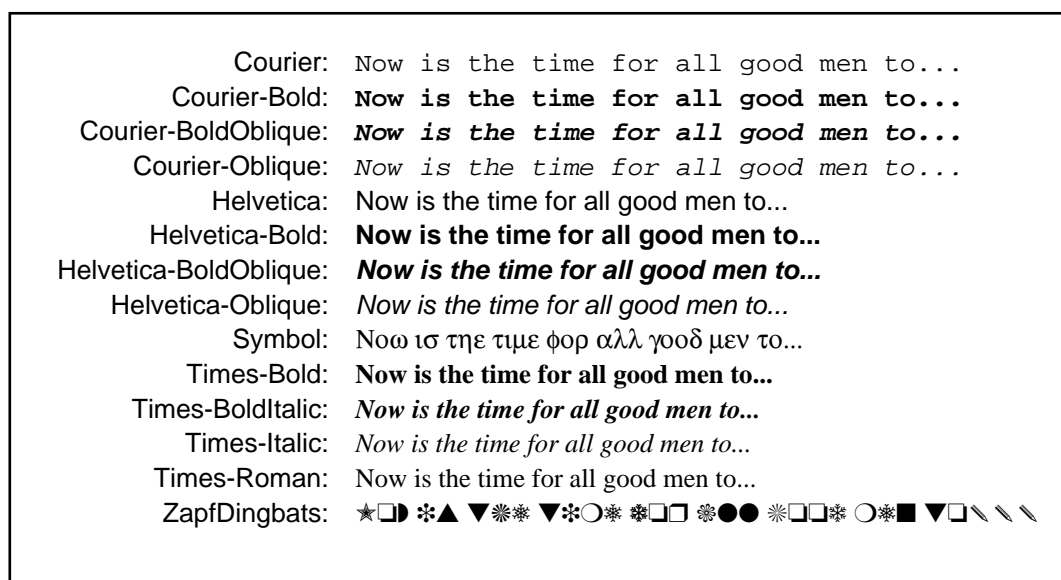 Courier: Now is the time for all good men to...
Courier-Bold: Now is the time for all good men to...
Courier-BoldOblique: Now is the time for all good men to...
Courier-Oblique: Now is the time for all good men to...
Helvetica: Now is the time for all good men to...
Helvetica-Bold: Now is the time for all good men to...
Helvetica-BoldOblique: Now is the time for all good men to...
Helvetica-Oblique: Now is the time for all good men to...
Symbol: Νοω ισ τηε τιμε φορ αλλ γοοδ μεν το...
Times-Bold: Now is the time for all good men to...
Times-BoldItalic: Now is the time for all good men to...
Times-Italic: Now is the time for all good men to...
Times-Roman: Now is the time for all good men to...
ZapfDingbats: ✮❏◗ ❉▲ ▼❈❅ ▼❉❍❅ ❆❏❒ ❁●● ❇❏❏❄ ❍❅■ ▼❏✎✎✎